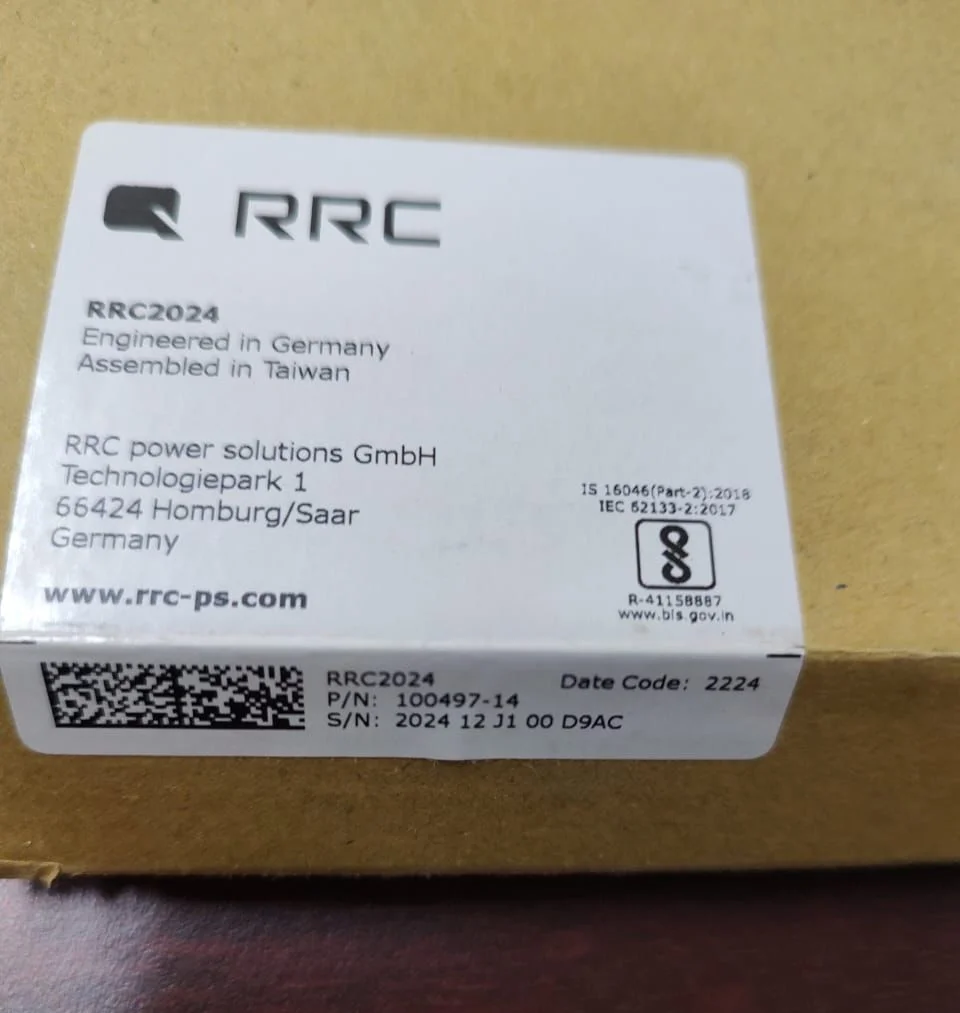 RRC
RRC2024
Engineered in Germany
Assembled in Taiwan
RRC power solutions GmbH
Technologiepark 1
66424 Homburg/Saar
Germany
www.rrc-ps.com
IS 16046(Part-2):2018
IEC 62133-2:2017
R-41158887
www.bis.gov.in
RRC2024
Date Code: 2224
P/N: 100497-14
S/N: 2024 12 J1 00 D9AC